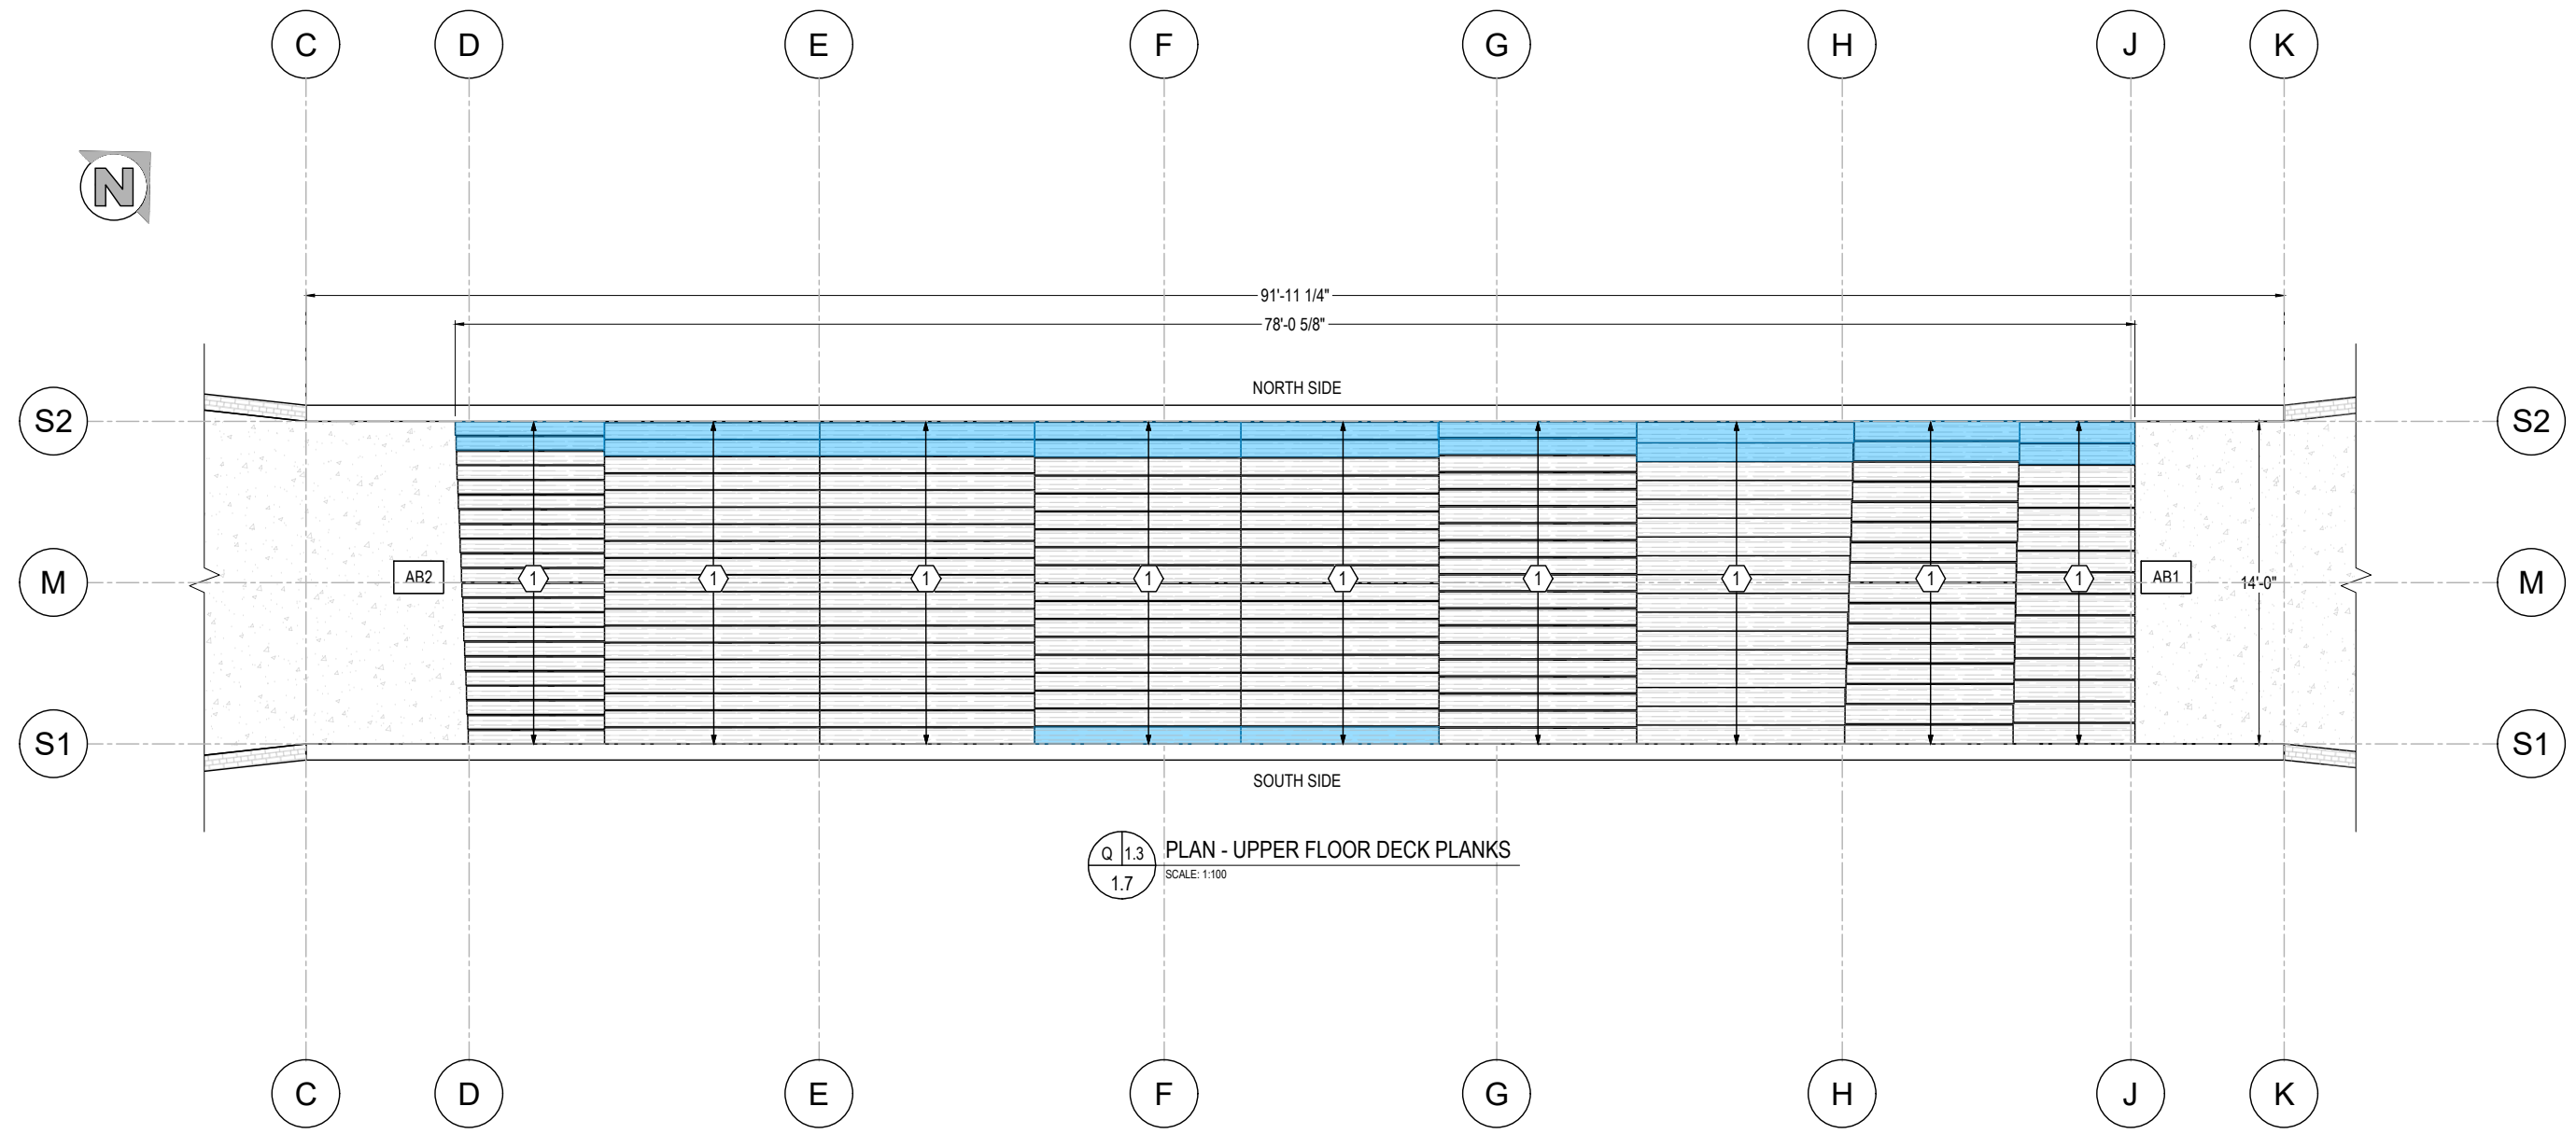 C D E F G H J K
N
91'-11 1/4"
78'-0 5/8"
NORTH SIDE
S2 S2
M AB2 1 1 1 1 1 1 1 1 1 AB1 14'-0" M
S1 S1
SOUTH SIDE
Q 1.3 PLAN - UPPER FLOOR DECK PLANKS
1.7 SCALE: 1:100
C D E F G H J K